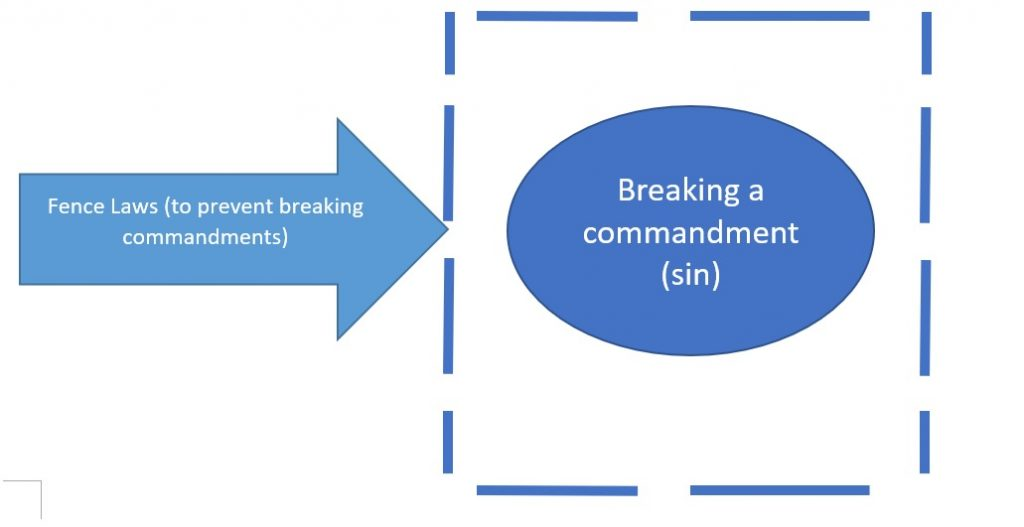 Fence Laws (to prevent breaking
commandments)
Breaking a
commandment
(sin)